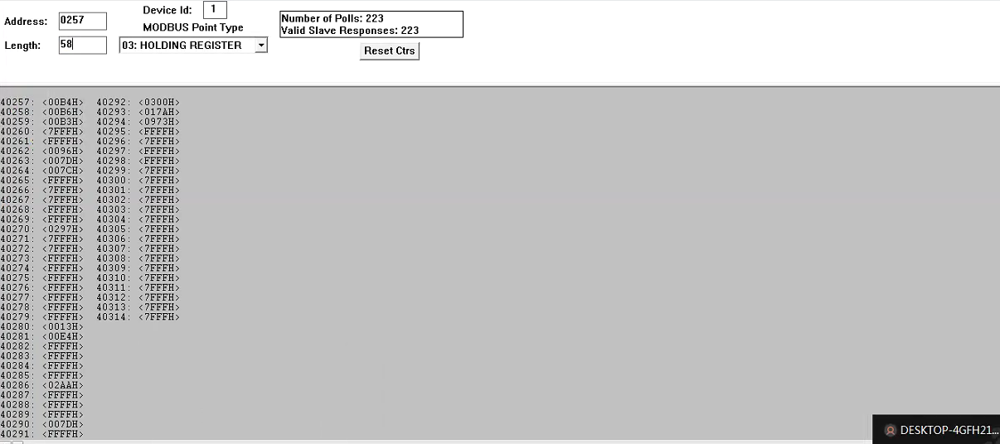 Address: 0257
Device Id: 1
MODBUS Point Type
Length: 58
03: HOLDING REGISTER
Number of Polls: 223
Valid Slave Responses: 223
Reset Ctrs
40257: <00B4H> 40292: <0300H>
40258: <00B6H> 40293: <017AH>
40259: <00B3H> 40294: <0973H>
40260: <7FFFH> 40295: <FFFFH>
40261: <FFFFH> 40296: <7FFFH>
40262: <0096H> 40297: <FFFFH>
40263: <007DH> 40298: <FFFFH>
40264: <007CH> 40299: <7FFFH>
40265: <FFFFH> 40300: <7FFFH>
40266: <7FFFH> 40301: <7FFFH>
40267: <7FFFH> 40302: <7FFFH>
40268: <FFFFH> 40303: <7FFFH>
40269: <FFFFH> 40304: <7FFFH>
40270: <0297H> 40305: <7FFFH>
40271: <7FFFH> 40306: <7FFFH>
40272: <7FFFH> 40307: <7FFFH>
40273: <FFFFH> 40308: <7FFFH>
40274: <FFFFH> 40309: <7FFFH>
40275: <FFFFH> 40310: <7FFFH>
40276: <FFFFH> 40311: <7FFFH>
40277: <FFFFH> 40312: <7FFFH>
40278: <FFFFH> 40313: <7FFFH>
40279: <FFFFH> 40314: <7FFFH>
40280: <0013H>
40281: <00E4H>
40282: <FFFFH>
40283: <FFFFH>
40284: <FFFFH>
40285: <FFFFH>
40286: <02AAH>
40287: <FFFFH>
40288: <FFFFH>
40289: <FFFFH>
40290: <007DH>
40291: <FFFFH>
DESKTOP-4GFH21...